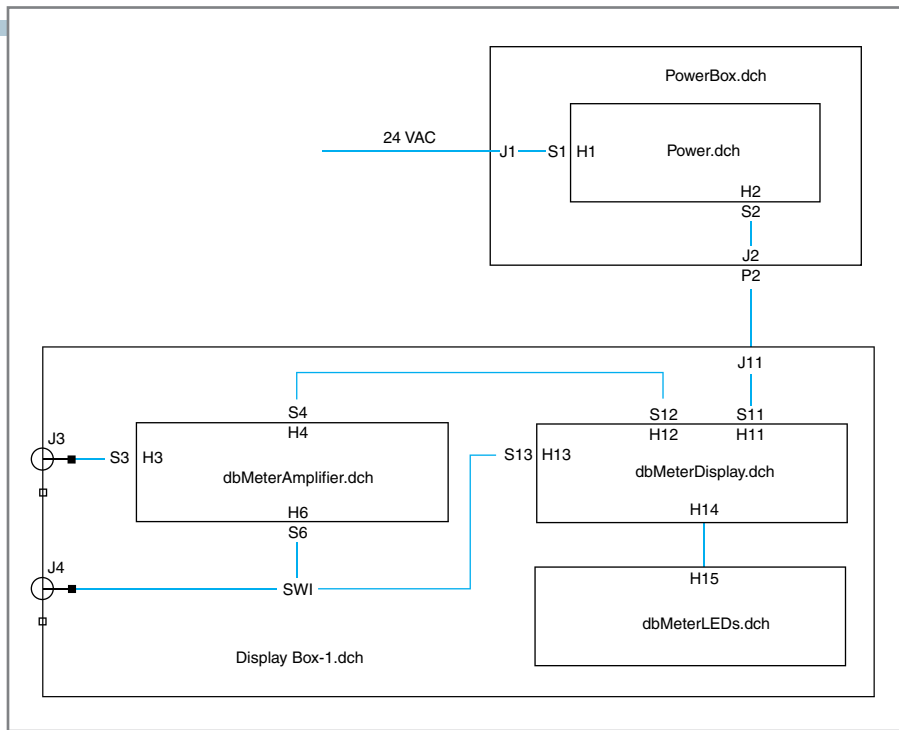 PowerBox.dch
24 VAC
J1
S1
H1
Power.dch
H2
S2
J2
P2
J11
S4
H4
S12
S11
H12
H11
J3
S3
H3
dbMeterAmplifier.dch
S13
H13
dbMeterDisplay.dch
H6
S6
H14
J4
SWI
H15
dbMeterLEDs.dch
Display Box-1.dch